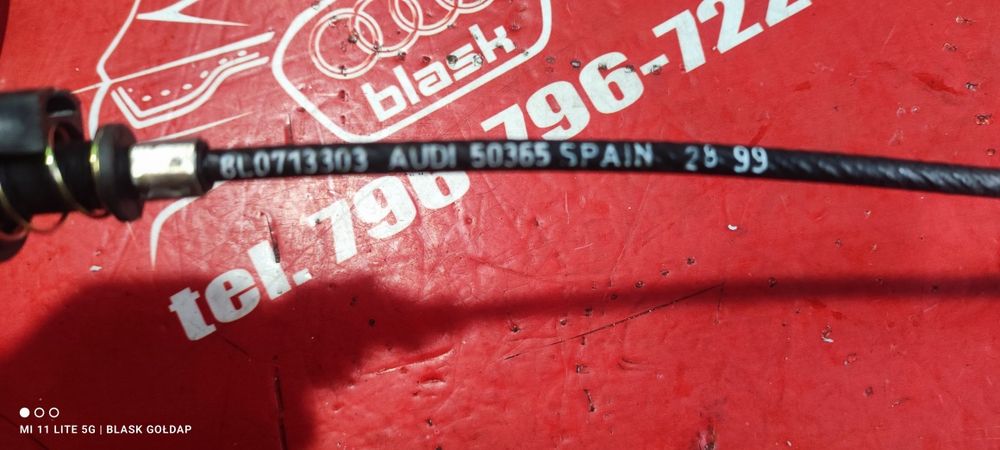 blask
tel. 796 796-722
8L0713303 AUDI 50365 SPAIN 28 99
MI 11 LITE 5G | BLASK GOŁDAP